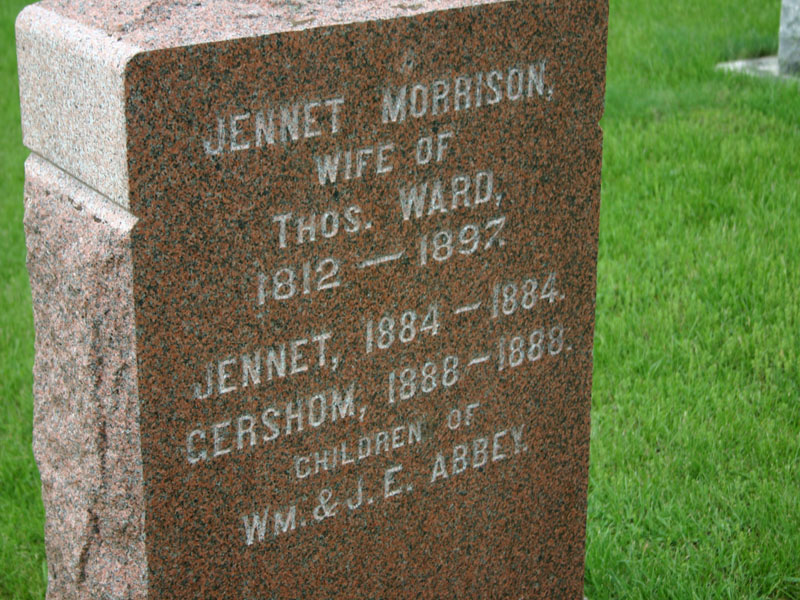 JENNET MORRISON,
WIFE OF
THOS. WARD,
1812 — 1897.
JENNET, 1884 — 1884.
GERSHOM, 1888 — 1888.
CHILDREN OF
WM. & J. E. ABBEY.